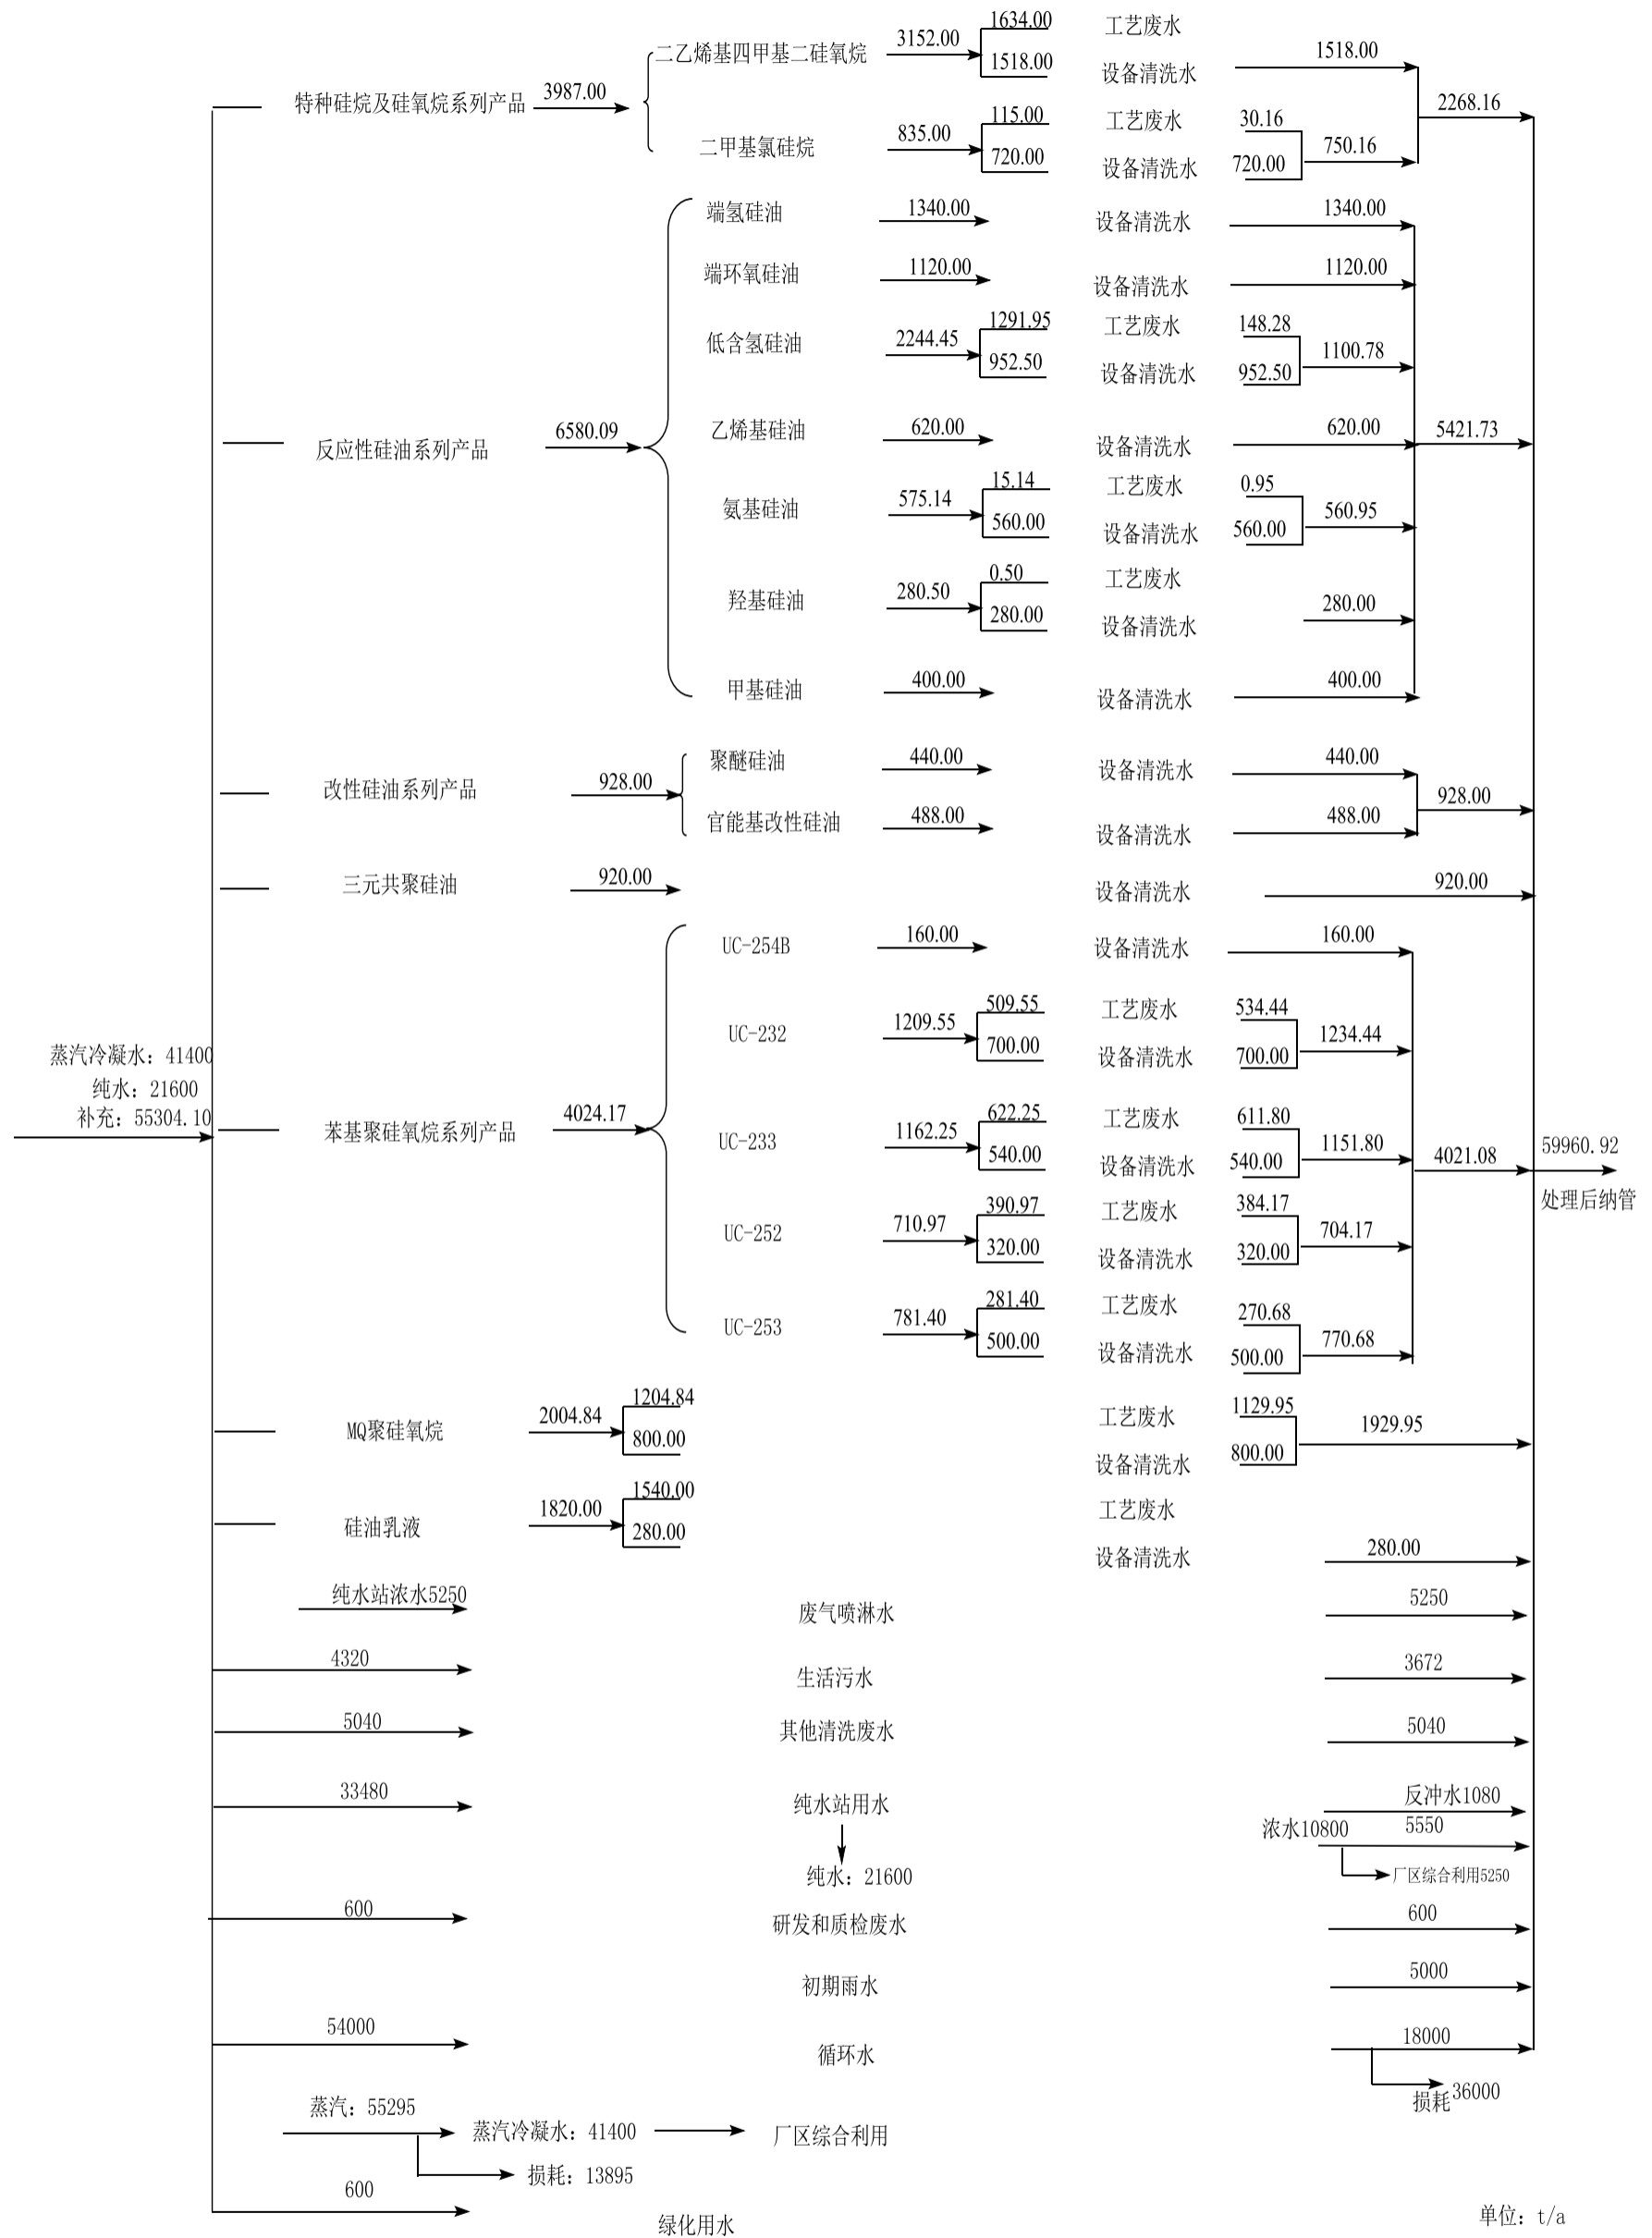 1634.00
工艺废水
二乙烯基四甲基二硅氧烷
3152.00
1518.00
设备清洗水
1518.00
特种硅烷及硅氧烷系列产品
3987.00
2268.16
115.00
工艺废水
30.16
二甲基氯硅烷
835.00
720.00
设备清洗水
720.00
750.16
端氢硅油
1340.00
设备清洗水
1340.00
端环氧硅油
1120.00
设备清洗水
1120.00
1291.95
工艺废水
148.28
低含氢硅油
2244.45
952.50
设备清洗水
952.50
1100.78
反应性硅油系列产品
6580.09
乙烯基硅油
620.00
设备清洗水
620.00
5421.73
15.14
工艺废水
0.95
氨基硅油
575.14
560.00
设备清洗水
560.00
560.95
0.50
工艺废水
羟基硅油
280.50
280.00
设备清洗水
280.00
甲基硅油
400.00
设备清洗水
400.00
聚醚硅油
440.00
设备清洗水
440.00
改性硅油系列产品
928.00
928.00
官能基改性硅油
488.00
设备清洗水
488.00
三元共聚硅油
920.00
设备清洗水
920.00
UC-254B
160.00
设备清洗水
160.00
509.55
工艺废水
534.44
UC-232
1209.55
700.00
设备清洗水
700.00
1234.44
蒸汽冷凝水：41400
纯水：21600
补充：55304.10
苯基聚硅氧烷系列产品
4024.17
622.25
工艺废水
611.80
UC-233
1162.25
540.00
设备清洗水
540.00
1151.80
4021.08
59960.92
处理后纳管
390.97
工艺废水
384.17
UC-252
710.97
320.00
设备清洗水
320.00
704.17
281.40
工艺废水
270.68
UC-253
781.40
500.00
设备清洗水
500.00
770.68
MQ聚硅氧烷
2004.84
1204.84
800.00
工艺废水
设备清洗水
1129.95
800.00
1929.95
硅油乳液
1820.00
1540.00
280.00
工艺废水
设备清洗水
280.00
纯水站浓水5250
废气喷淋水
5250
4320
生活污水
3672
5040
其他清洗废水
5040
33480
纯水站用水
反冲水1080
浓水10800
5550
纯水：21600
厂区综合利用5250
600
研发和质检废水
600
初期雨水
5000
54000
循环水
18000
损耗36000
蒸汽：55295
蒸汽冷凝水：41400
厂区综合利用
损耗：13895
600
绿化用水
单位：t/a